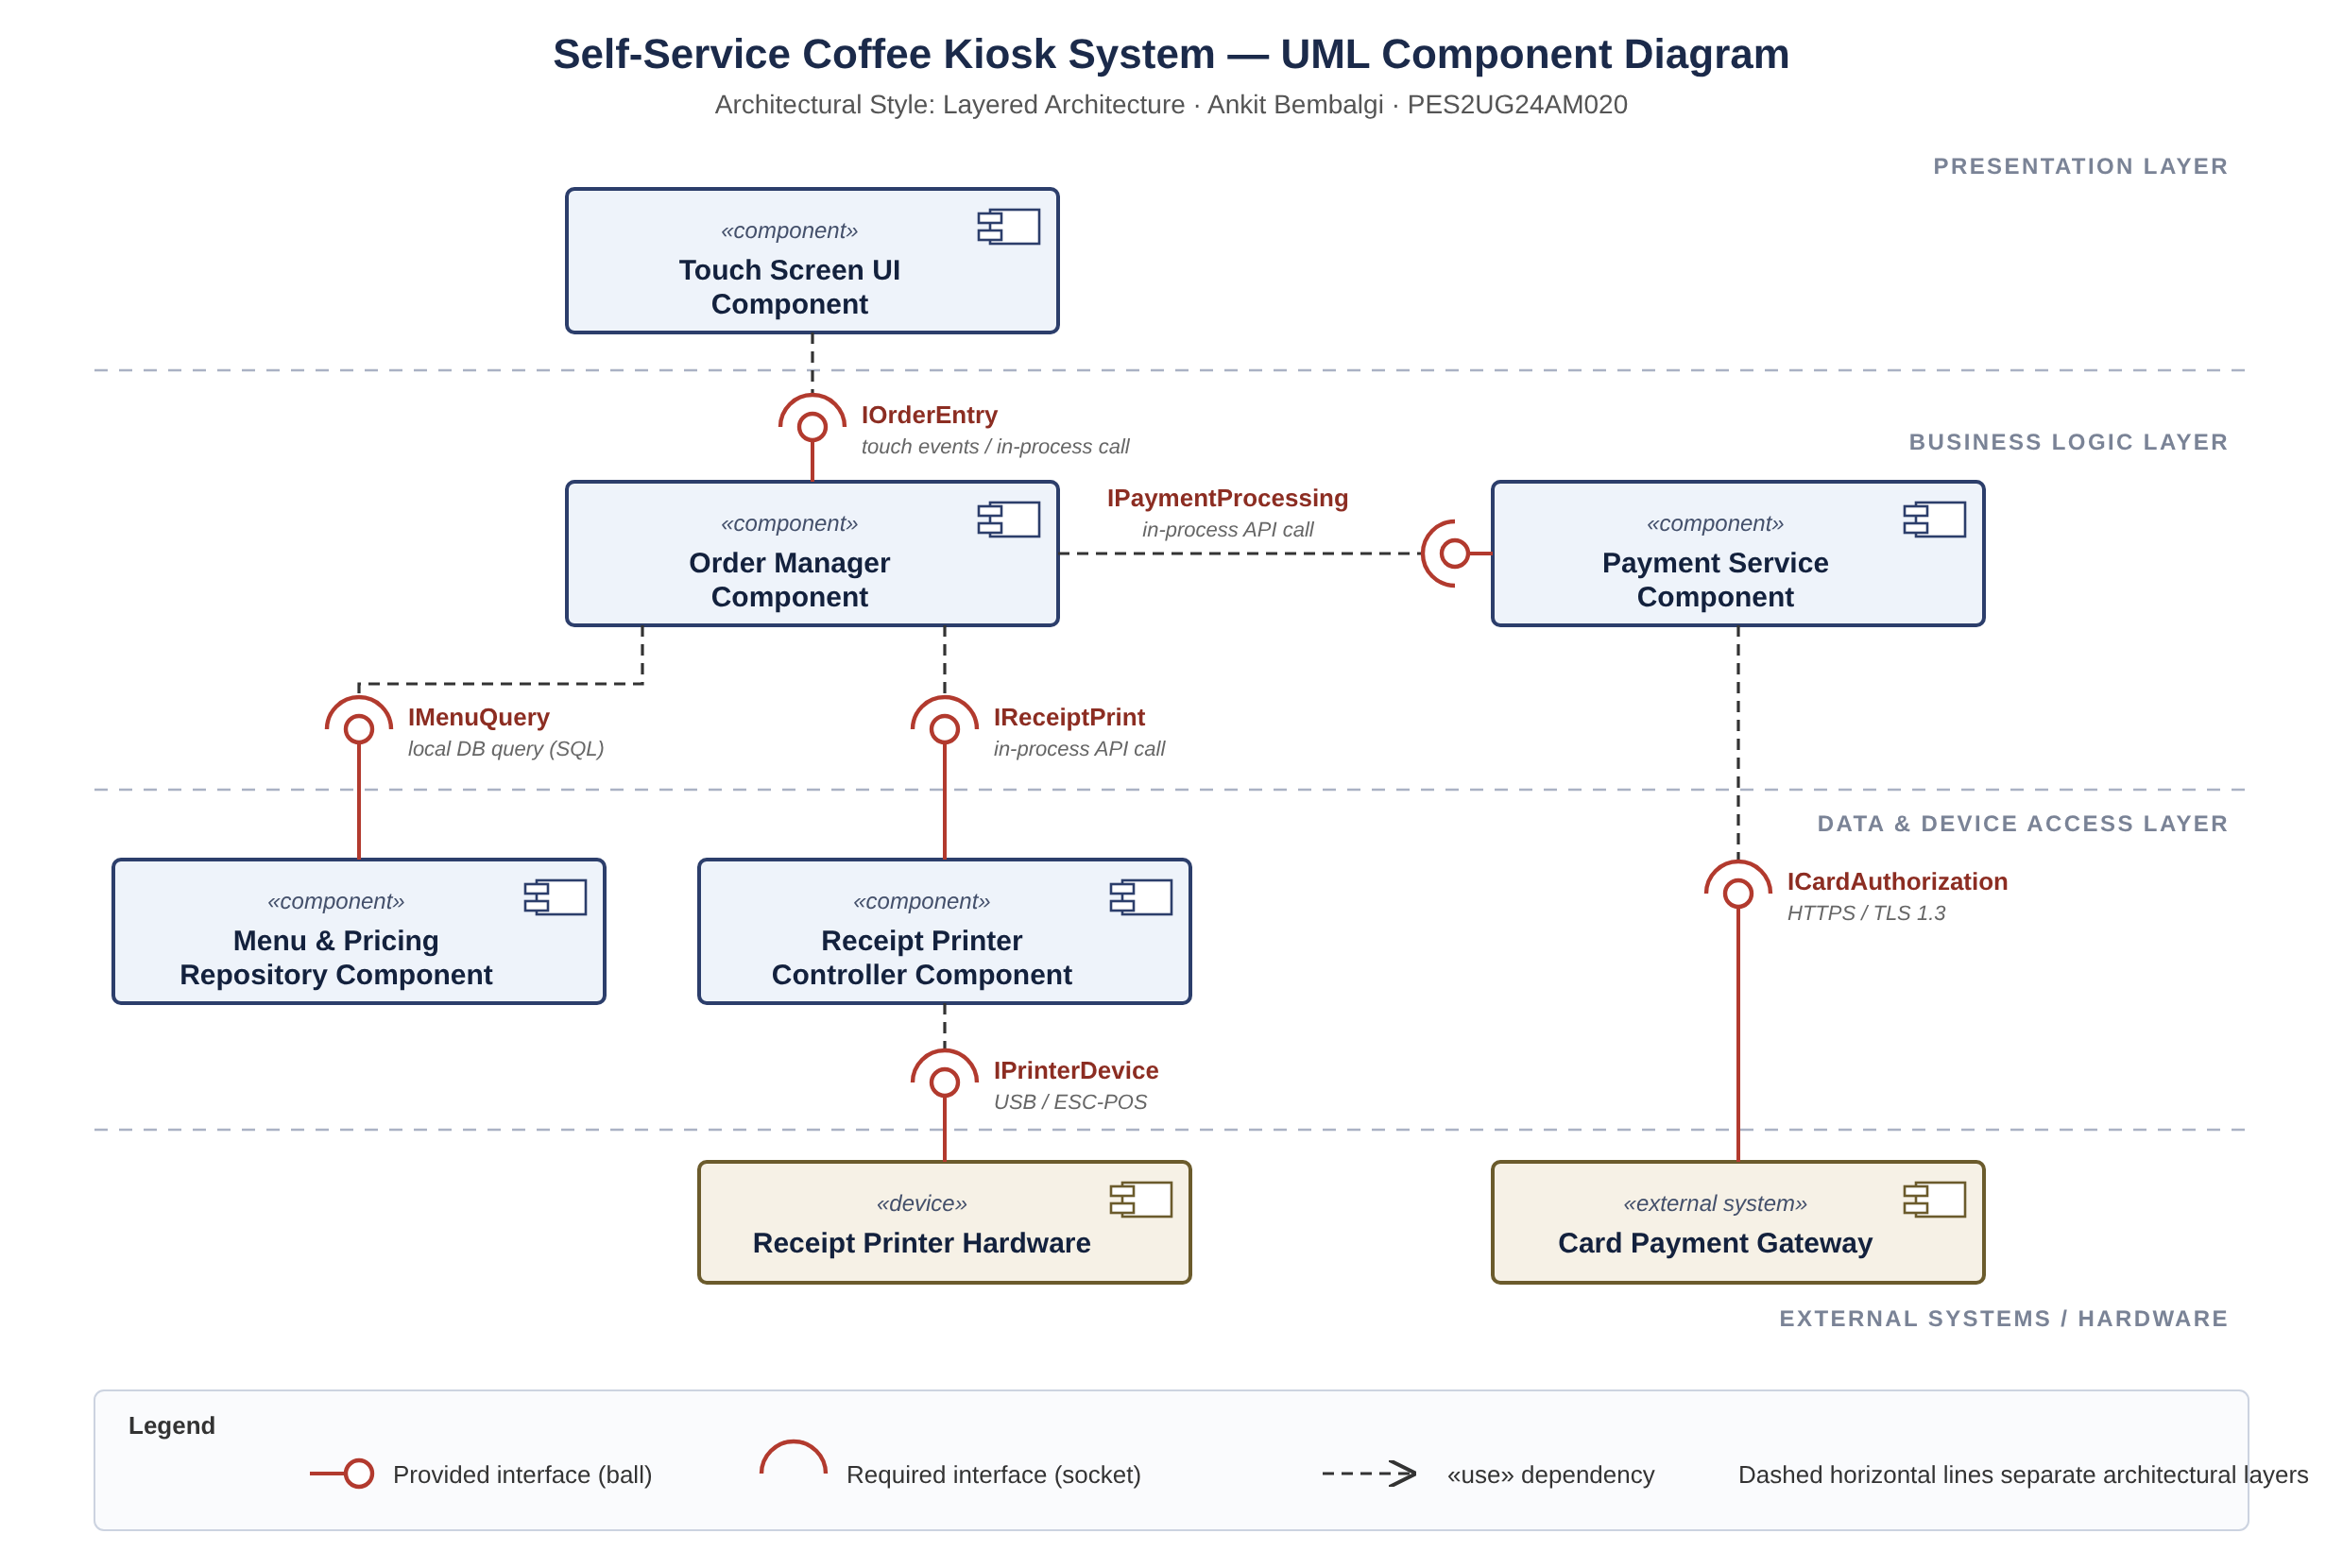 Self-Service Coffee Kiosk System — UML Component Diagram
Architectural Style: Layered Architecture · Ankit Bembalgi · PES2UG24AM020
PRESENTATION LAYER
«component»
Touch Screen UI
Component
IOrderEntry
touch events / in-process call
BUSINESS LOGIC LAYER
«component»
Order Manager
Component
IPaymentProcessing
in-process API call
«component»
Payment Service
Component
IMenuQuery
local DB query (SQL)
IReceiptPrint
in-process API call
DATA & DEVICE ACCESS LAYER
«component»
Menu & Pricing
Repository Component
«component»
Receipt Printer
Controller Component
ICardAuthorization
HTTPS / TLS 1.3
IPrinterDevice
USB / ESC-POS
«device»
Receipt Printer Hardware
«external system»
Card Payment Gateway
EXTERNAL SYSTEMS / HARDWARE
Legend
Provided interface (ball)
Required interface (socket)
«use» dependency
Dashed horizontal lines separate architectural layers